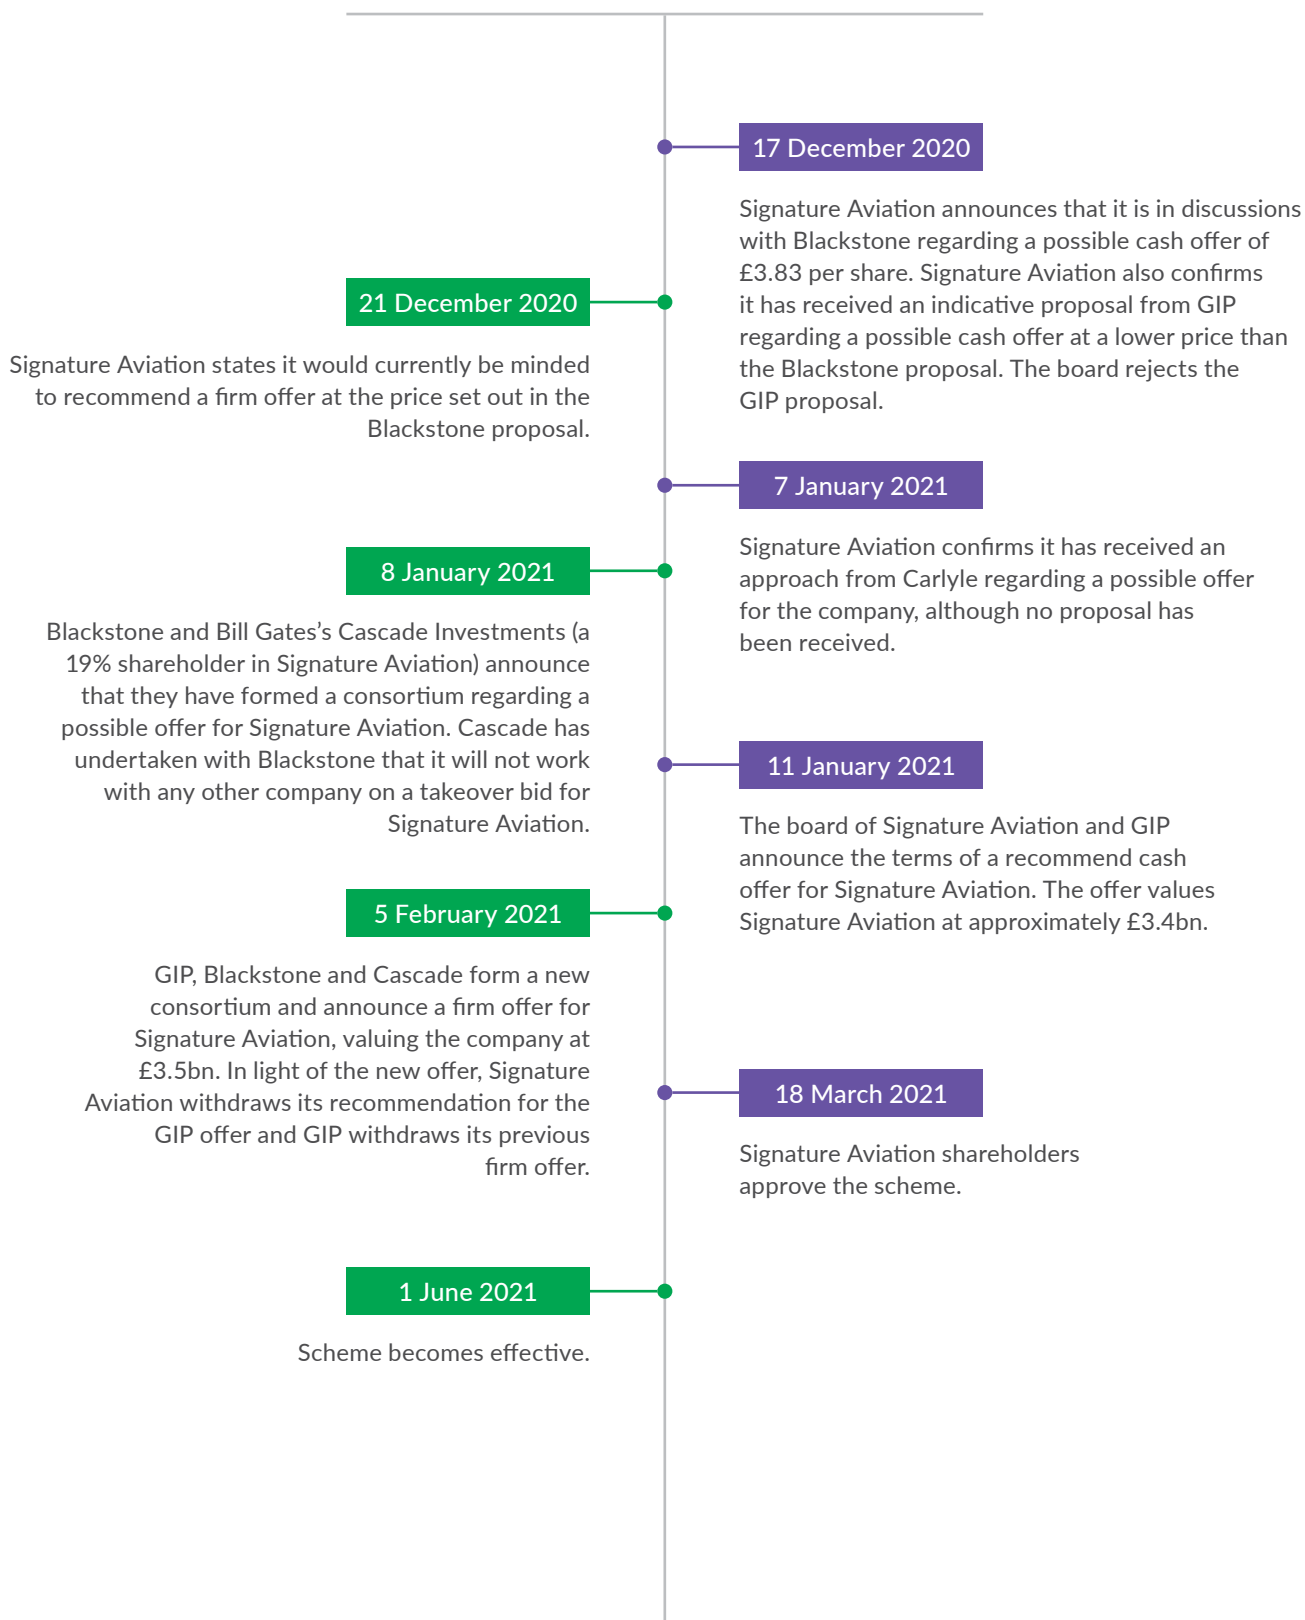 17 December 2020
Signature Aviation announces that it is in discussions
with Blackstone regarding a possible cash offer of
£3.83 per share. Signature Aviation also confirms
it has received an indicative proposal from GIP
regarding a possible cash offer at a lower price than
the Blackstone proposal. The board rejects the
GIP proposal.
21 December 2020
Signature Aviation states it would currently be minded
to recommend a firm offer at the price set out in the
Blackstone proposal.
7 January 2021
Signature Aviation confirms it has received an
approach from Carlyle regarding a possible offer
for the company, although no proposal has
been received.
8 January 2021
Blackstone and Bill Gates’s Cascade Investments (a
19% shareholder in Signature Aviation) announce
that they have formed a consortium regarding a
possible offer for Signature Aviation. Cascade has
undertaken with Blackstone that it will not work
with any other company on a takeover bid for
Signature Aviation.
11 January 2021
The board of Signature Aviation and GIP
announce the terms of a recommend cash
offer for Signature Aviation. The offer values
Signature Aviation at approximately £3.4bn.
5 February 2021
GIP, Blackstone and Cascade form a new
consortium and announce a firm offer for
Signature Aviation, valuing the company at
£3.5bn. In light of the new offer, Signature
Aviation withdraws its recommendation for the
GIP offer and GIP withdraws its previous
firm offer.
18 March 2021
Signature Aviation shareholders
approve the scheme.
1 June 2021
Scheme becomes effective.